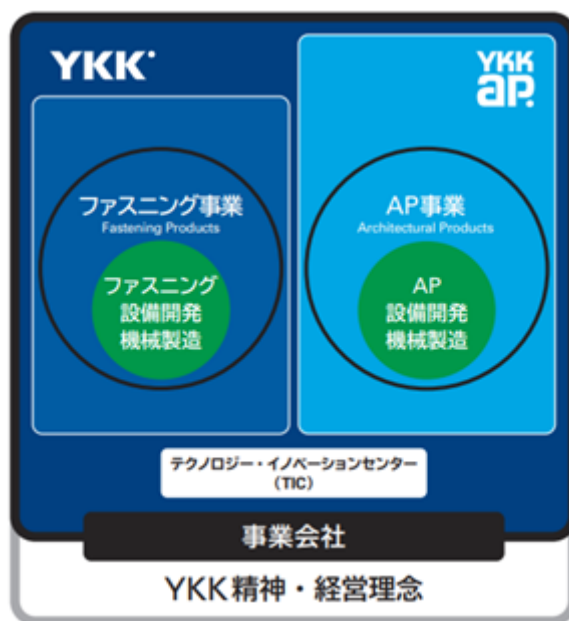 YKK
YKK
ap
ファスニング事業
Fastening Products
ファスニング
設備開発
機械製造
AP事業
Architectural Products
AP
設備開発
機械製造
テクノロジー・イノベーションセンター
(TIC)
事業会社
YKK精神・経営理念